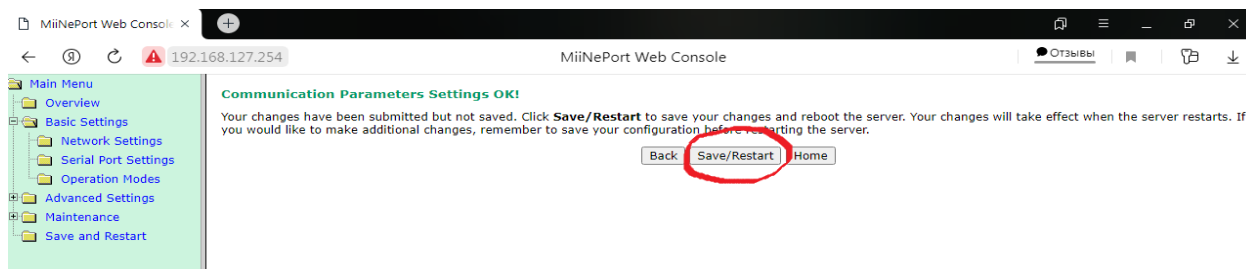 MiiNePort Web Console
192.168.127.254
MiiNePort Web Console
Отзывы
Main Menu
Overview
Basic Settings
Network Settings
Serial Port Settings
Operation Modes
Advanced Settings
Maintenance
Save and Restart
Communication Parameters Settings OK!
Your changes have been submitted but not saved. Click Save/Restart to save your changes and reboot the server. Your changes will take effect when the server restarts. If
you would like to make additional changes, remember to save your configuration before restarting the server.
Back Save/Restart Home